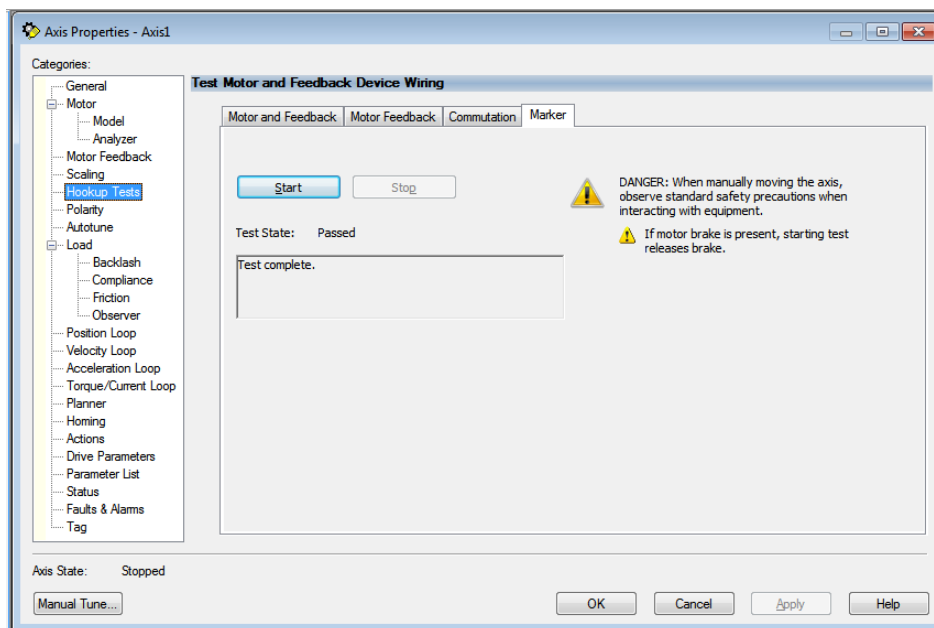 Axis Properties - Axis1
Categories:
General
Motor
Model
Analyzer
Motor Feedback
Scaling
Hookup Tests
Polarity
Autotune
Load
Backlash
Compliance
Friction
Observer
Position Loop
Velocity Loop
Acceleration Loop
Torque/Current Loop
Planner
Homing
Actions
Drive Parameters
Parameter List
Status
Faults & Alarms
Tag
Test Motor and Feedback Device Wiring
Motor and Feedback Motor Feedback Commutation Marker
Start Stop
Test State: Passed
Test complete.
DANGER: When manually moving the axis,
observe standard safety precautions when
interacting with equipment.
If motor brake is present, starting test
releases brake.
Axis State: Stopped
Manual Tune... OK Cancel Apply Help